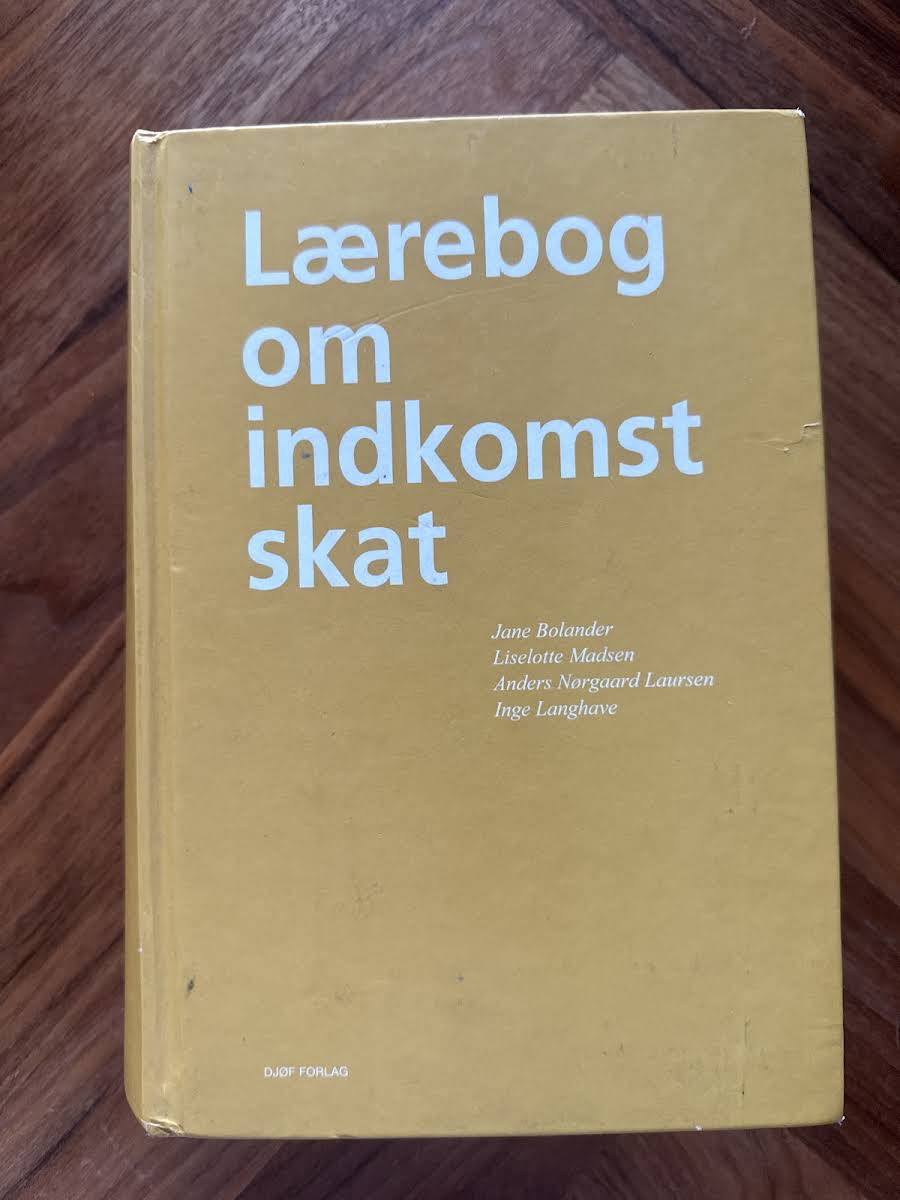 Lærebog
om
indkomst
skat
Jane Bolander
Liselotte Madsen
Anders Nørgaard Laursen
Inge Langhave
DJØF FORLAG